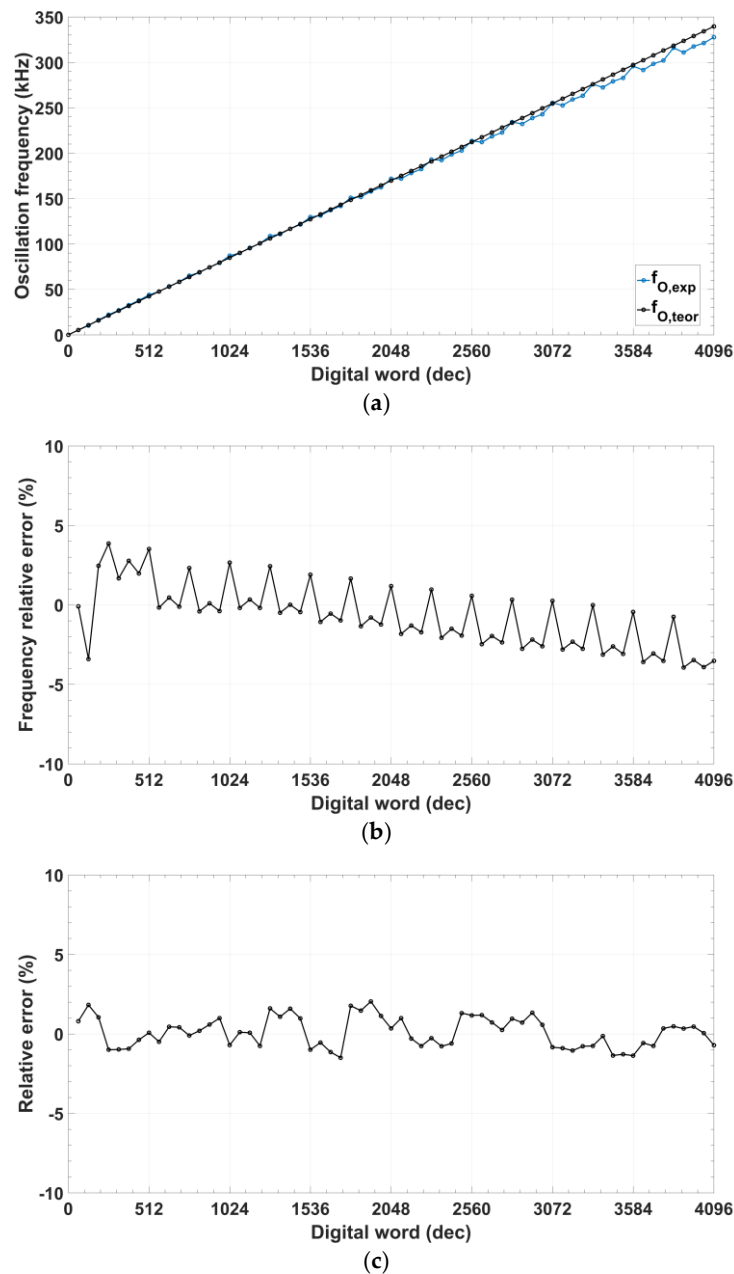 350
300
250
200
150
100
50
0
Oscillation frequency (kHz)
f O,exp
f O,teor
0 512 1024 1536 2048 2560 3072 3584 4096
Digital word (dec)
(a)
10
5
0
-5
-10
Frequency relative error (%)
0 512 1024 1536 2048 2560 3072 3584 4096
Digital word (dec)
(b)
10
5
0
-5
-10
Relative error (%)
0 512 1024 1536 2048 2560 3072 3584 4096
Digital word (dec)
(c)